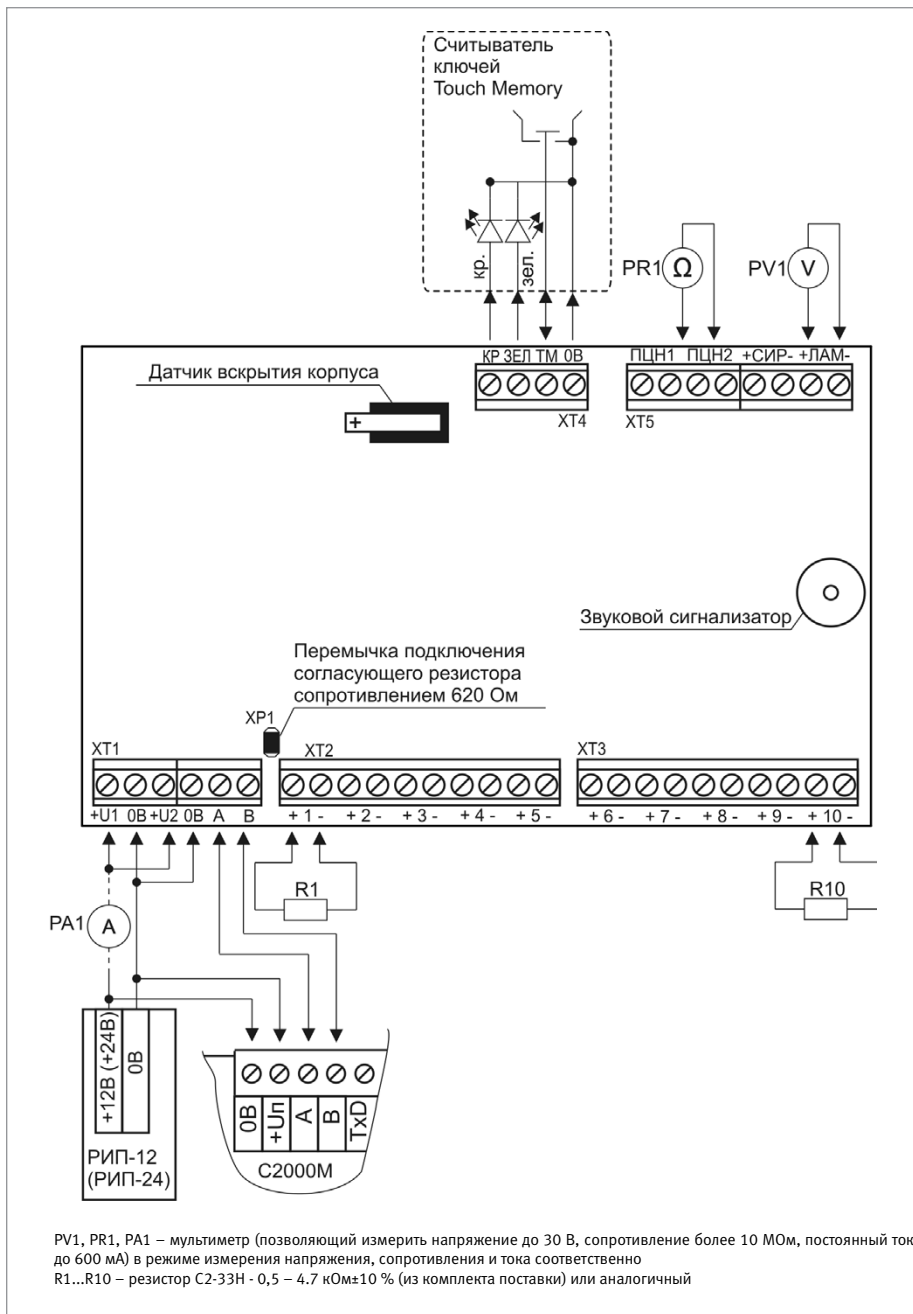 Считыватель
ключей
Touch Memory
кр.
зел.
PR1
Ω
PV1
V
КР ЗЕЛ ТМ 0В
ПЦН1 ПЦН2 +СИР- +ЛАМ-
Датчик вскрытия корпуса
+
XT4
XT5
Звуковой сигнализатор
Перемычка подключения
согласующего резистора
сопротивлением 620 Ом
XP1
XT1
XT2
XT3
+U1 0В +U2 0В А В
+ 1 - + 2 - + 3 - + 4 - + 5 -
+ 6 - + 7 - + 8 - + 9 - + 10 -
R1
R10
PA1
A
+12В (+24В)
0В
РИП-12
(РИП-24)
0В
+Uп
А
В
TxD
С2000М
PV1, PR1, PA1 – мультиметр (позволяющий измерить напряжение до 30 В, сопротивление более 10 МОм, постоянный ток
до 600 мА) в режиме измерения напряжения, сопротивления и тока соответственно
R1...R10 – резистор С2-33Н - 0,5 – 4.7 кОм±10 % (из комплекта поставки) или аналогичный